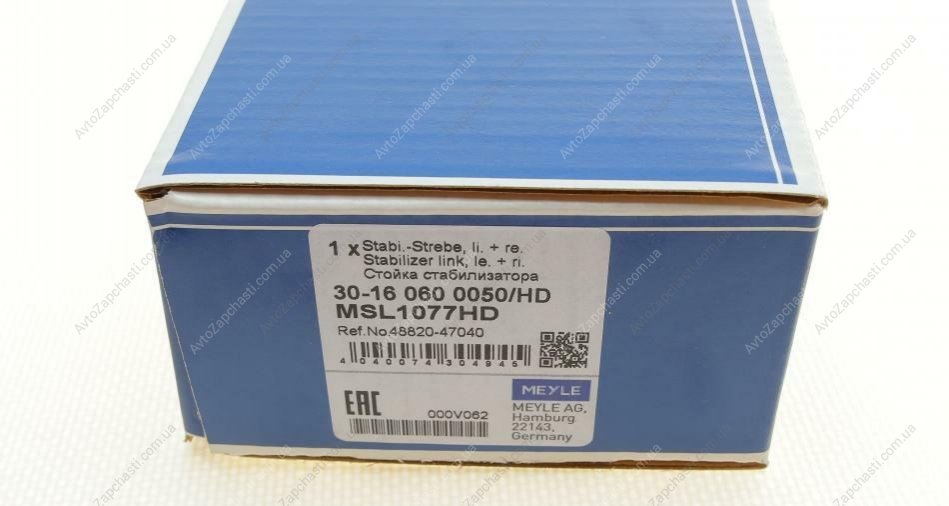 1 x Stabi.-Strebe, li. + re.
Stabilizer link, le. + ri.
Стойка стабилизатора
30-16 060 0050/HD
MSL1077HD
Ref.No.48820-47040
4 040074 304945
EAC
000V062
MEYLE
MEYLE AG,
Hamburg
22143,
Germany
AvtoZapchasti.com.ua